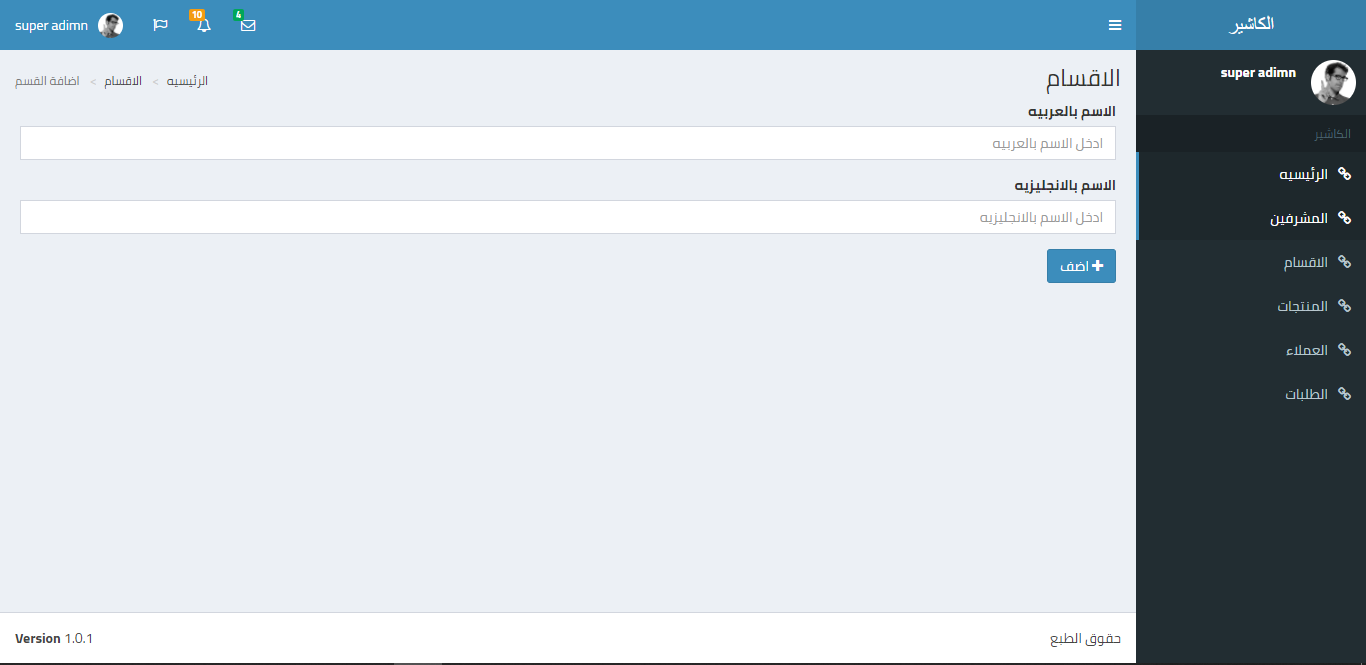 الكاشير
4
10
super adimn
super adimn
الكاشير
الرئيسيه
المشرفين
الاقسام
المنتجات
العملاء
الطلبات
الاقسام
الرئيسيه > الاقسام > اضافة القسم
الاسم بالعربيه
ادخل الاسم بالعربيه
الاسم بالانجليزيه
ادخل الاسم بالانجليزيه
اضف
حقوق الطبع
Version 1.0.1